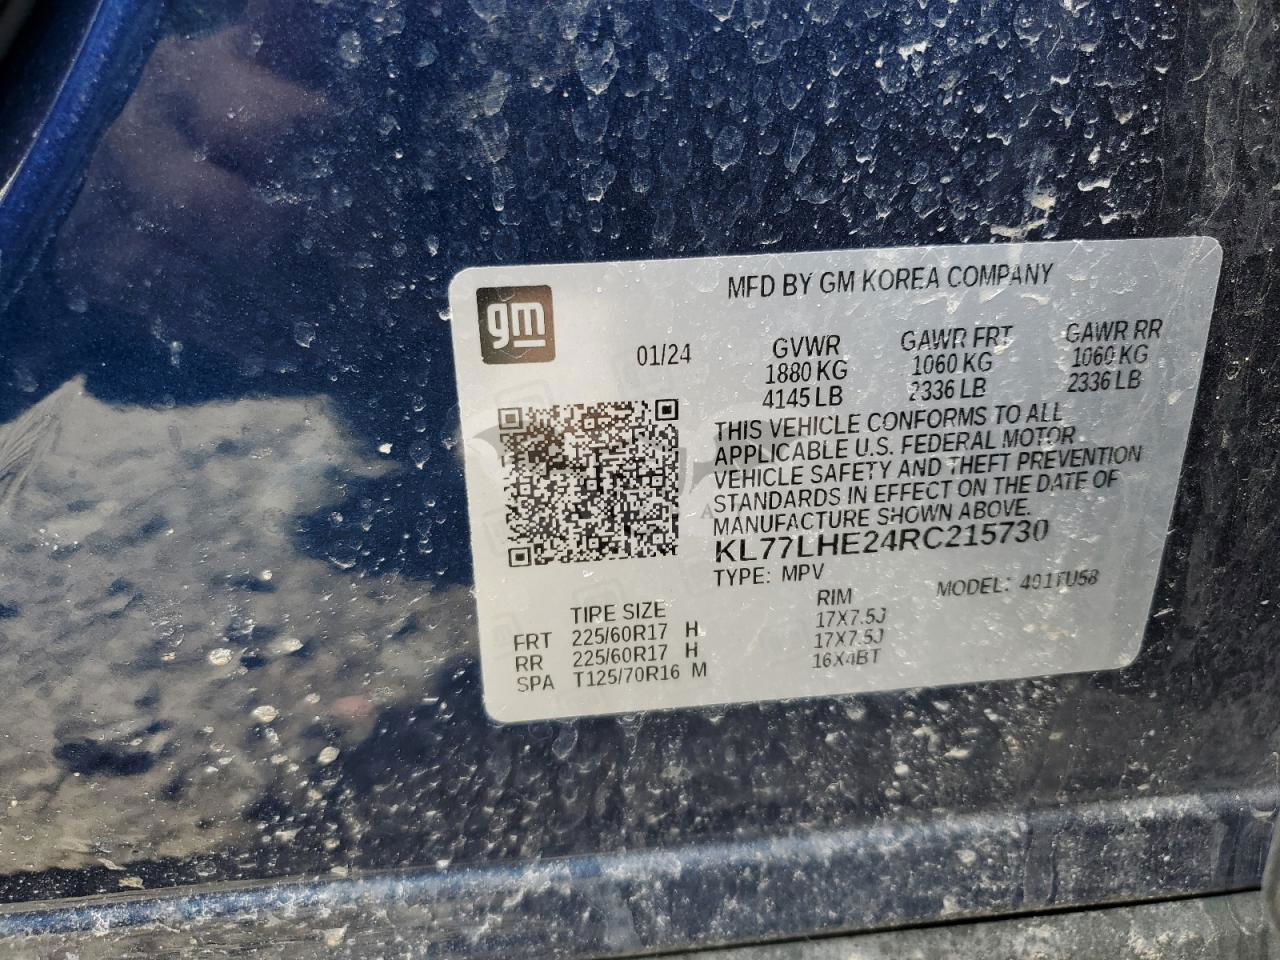 gm
MFD BY GM KOREA COMPANY
01/24
GVWR GAWR FRT GAWR RR
1880 KG 1060 KG 1060 KG
4145 LB 2336 LB 2336 LB
THIS VEHICLE CONFORMS TO ALL
APPLICABLE U.S. FEDERAL MOTOR
VEHICLE SAFETY AND THEFT PREVENTION
STANDARDS IN EFFECT ON THE DATE OF
MANUFACTURE SHOWN ABOVE.
KL77LHE24RC215730
TYPE: MPV MODEL:
TIRE SIZE RIM
FRT 225/60R17 H 17X7.5J
RR 225/60R17 H 17X7.5J
SPA T125/70R16 M 16X4BT